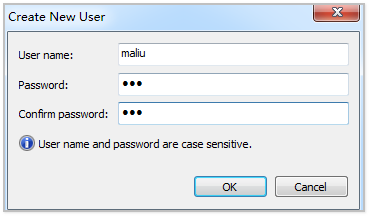 Create New User
User name:
maliu
Password:
●●●
Confirm password:
●●●
User name and password are case sensitive.
OK
Cancel